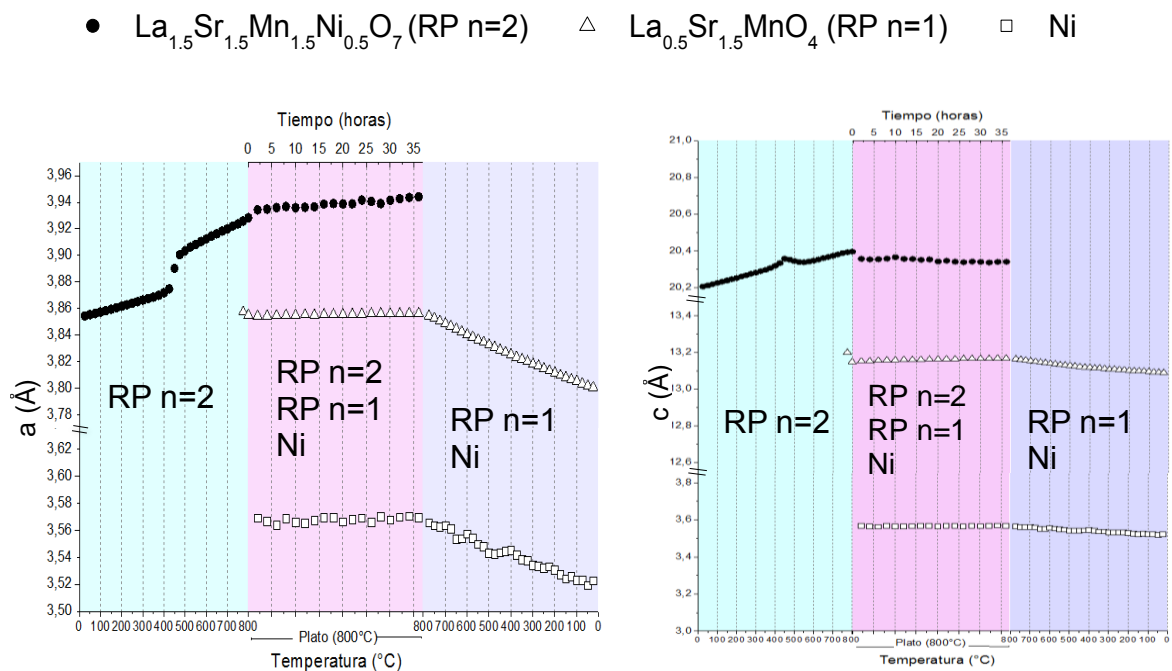 ● La1.5Sr1.5Mn1.5Ni0.5O7 (RP n=2) △ La0.5Sr1.5MnO4 (RP n=1) □ Ni
Tiempo (horas)
0 5 10 15 20 25 30 35
3,96
3,94
3,92
3,90
3,88
3,86
3,84
3,82
3,80
3,78
3,62
3,60
3,58
3,56
3,54
3,52
3,50
a (Å)
RP n=2
RP n=2
RP n=1
Ni
RP n=1
Ni
100 200 300 400 500 600 700 800 800 700 600 500 400 300 200 100 0
Plato (800°C)
Temperatura (°C)
Tiempo (horas)
0 5 10 15 20 25 30 35
21,0
20,8
20,6
20,4
20,2
13,4
13,2
13,0
12,8
12,6
3,8
3,6
3,4
3,2
3,0
c (Å)
RP n=2
RP n=2
RP n=1
Ni
RP n=1
Ni
0 100 200 300 400 500 600 700 800 800 700 600 500 400 300 200 100 0
Plato (800°C)
Temperatura (°C)